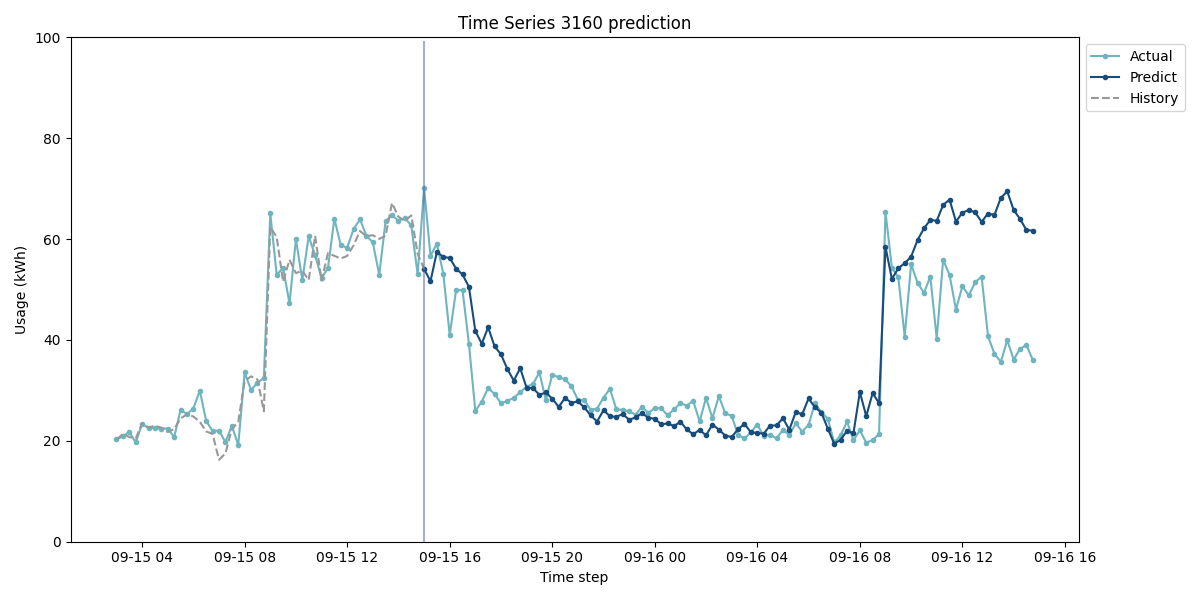 Time Series 3160 prediction
100
80
60
40
20
0
Usage (kWh)
09-15 04
09-15 08
09-15 12
09-15 16
09-15 20
09-16 00
09-16 04
09-16 08
09-16 12
09-16 16
Time step
Actual
Predict
History